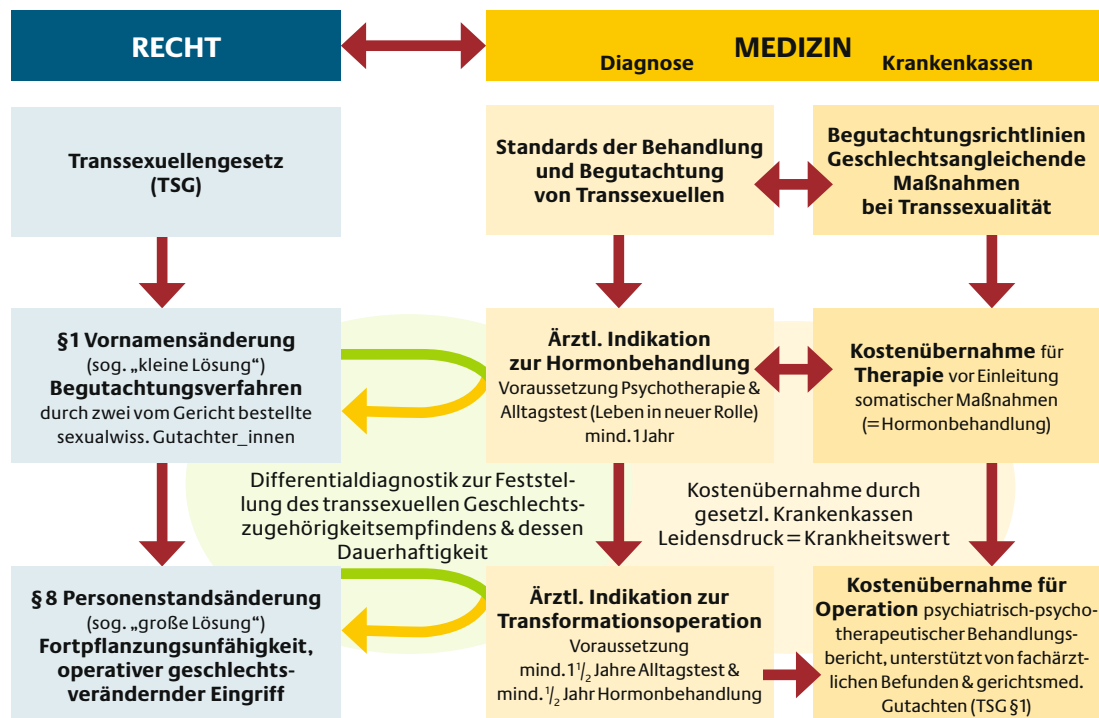 RECHT
MEDIZIN
Diagnose
Krankenkassen
Transsexuellengesetz
(TSG)
Standards der Behandlung
und Begutachtung
von Transsexuellen
Begutachtungsrichtlinien
Geschlechtsangleichende
Maßnahmen
bei Transsexualität
§1 Vornamensänderung
(sog. „kleine Lösung“)
Begutachtungsverfahren
durch zwei vom Gericht bestellte
sexualwiss. Gutachter_innen
Ärztl. Indikation
zur Hormonbehandlung
Voraussetzung Psychotherapie &
Alltagstest (Leben in neuer Rolle)
mind. 1 Jahr
Kostenübernahme für
Therapie vor Einleitung
somatischer Maßnahmen
(= Hormonbehandlung)
Differentialdiagnostik zur Feststel-
lung des transsexuellen Geschlechts-
zugehörigkeitsempfindens & dessen
Dauerhaftigkeit
Kostenübernahme durch
gesetzl. Krankenkassen
Leidensdruck = Krankheitswert
§ 8 Personenstandsänderung
(sog. „große Lösung“)
Fortpflanzungsunfähigkeit,
operativer geschlechts-
verändernder Eingriff
Ärztl. Indikation zur
Transformationsoperation
Voraussetzung
mind. 1 1/2 Jahre Alltagstest &
mind. 1/2 Jahr Hormonbehandlung
Kostenübernahme für
Operation psychiatrisch-psycho-
therapeutischer Behandlungs-
bericht, unterstützt von fachärzt-
lichen Befunden & gerichtsmed.
Gutachten (TSG §1)